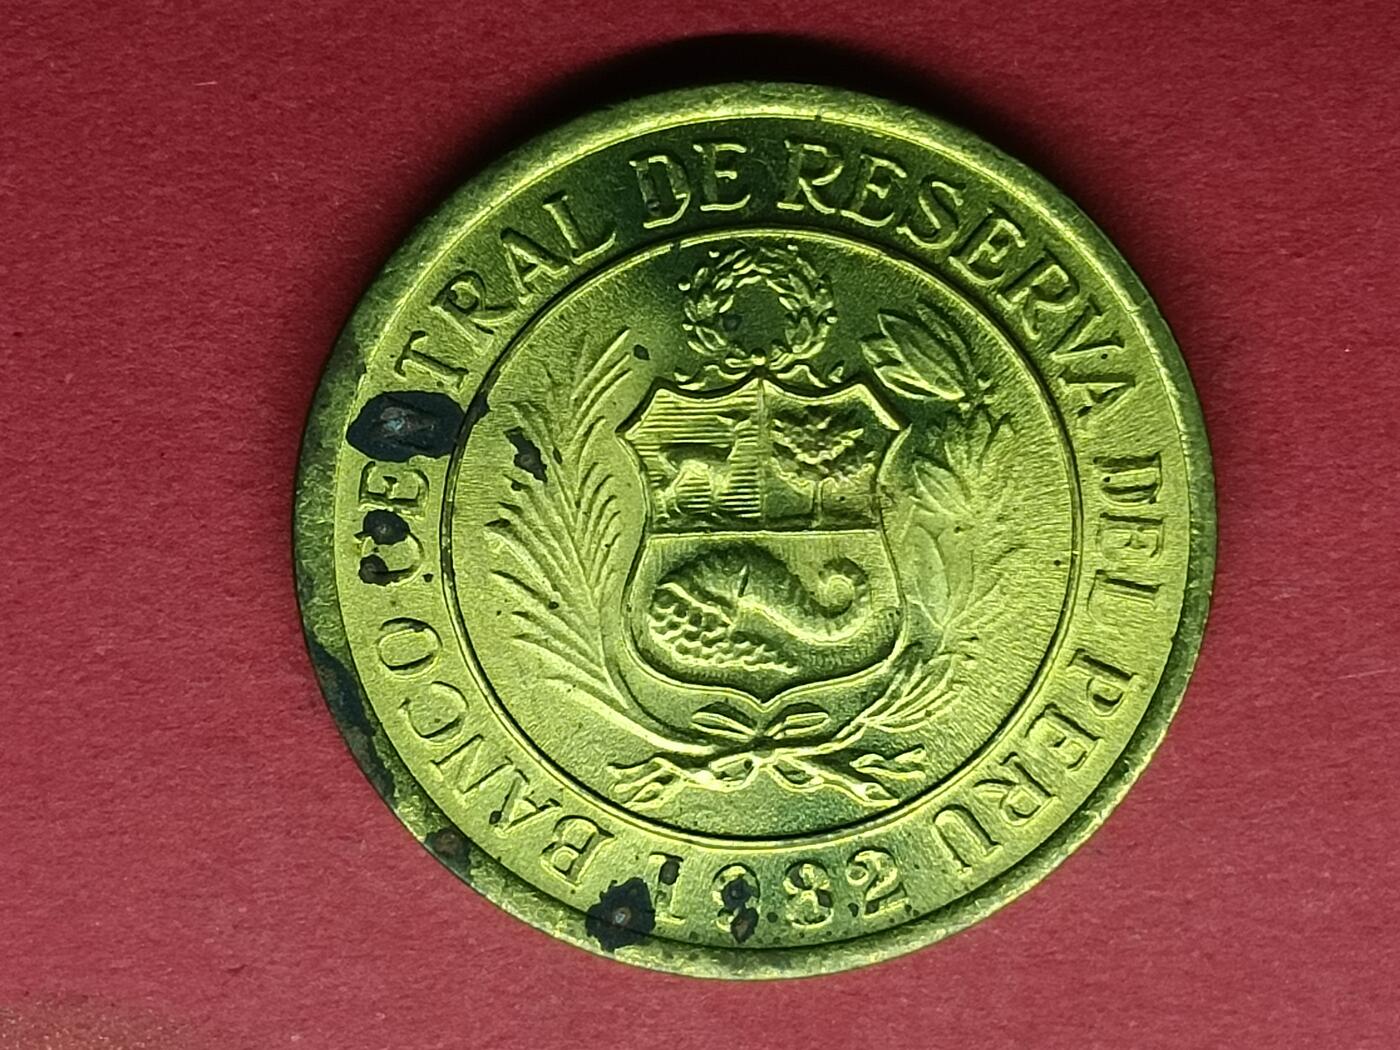 BANCO CENTRAL DE RESERVA DEL PERU
1982